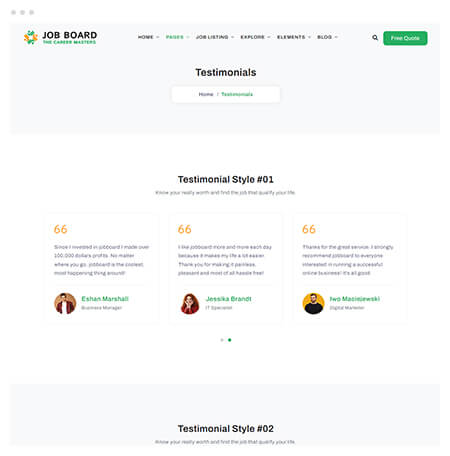 JOB BOARD
THE CAREER MASTERS
HOME PAGES JOB LISTING EXPLORE ELEMENTS BLOG
Free Quote
Testimonials
Home / Testimonials
Testimonial Style #01
Know your really worth and find the job that qualify your life.
Since I invested in jobboard I made over
100,000 dollars profits. No matter
where you go, jobboard is the coolest,
most happening thing around!
Eshan Marshall
Business Manager
I like jobboard more and more each day
because it makes my life a lot easier.
Thank you for making it painless,
pleasant and most of all hassle free!
Jessika Brandt
IT Specialist
Thanks for the great service. I strongly
recommend jobboard to everyone
interested in running a successful
online business! It's all good
Iwo Maciejewski
Digital Marketer
Testimonial Style #02
Know your really worth and find the job that qualify your life.